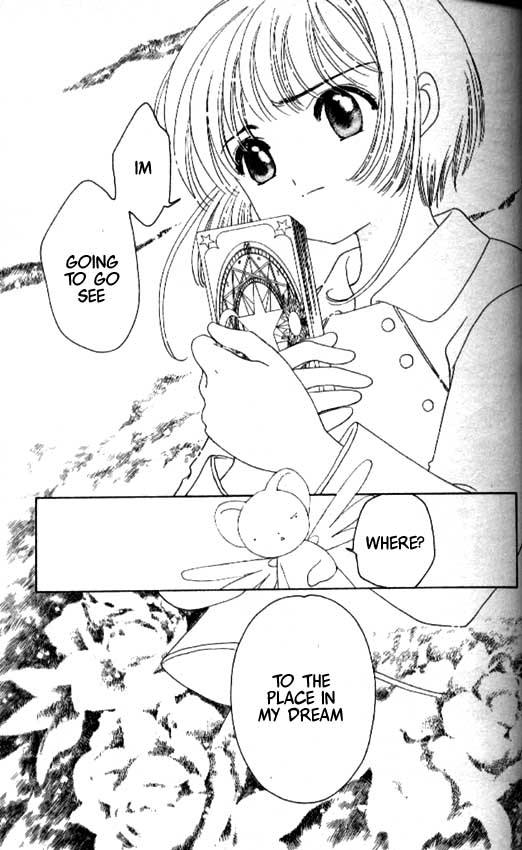 IM
GOING
TO GO
SEE
WHERE?
TO THE
PLACE IN
MY DREAM